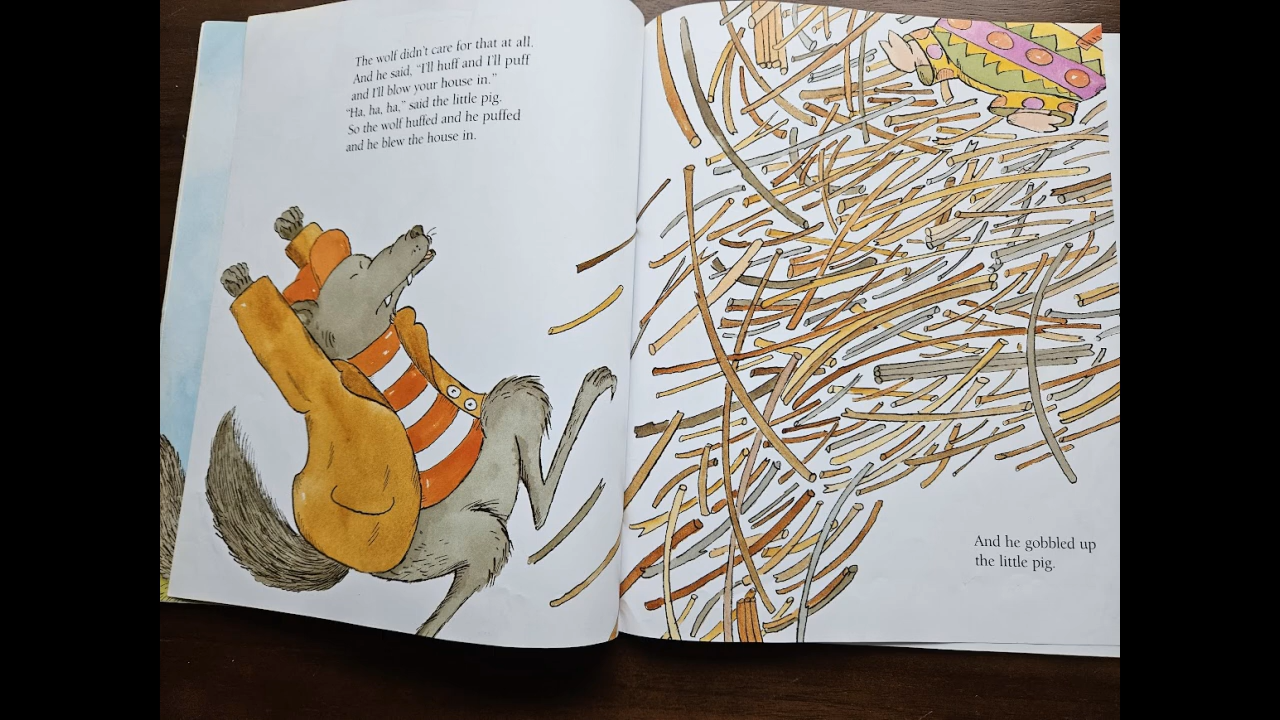 The wolf didn't care for that at all.
And he said, "I'll huff and I'll puff
and I'll blow your house in."
"Ha, ha, ha," said the little pig.
So the wolf huffed and he puffed
and he blew the house in.
And he gobbled up
the little pig.